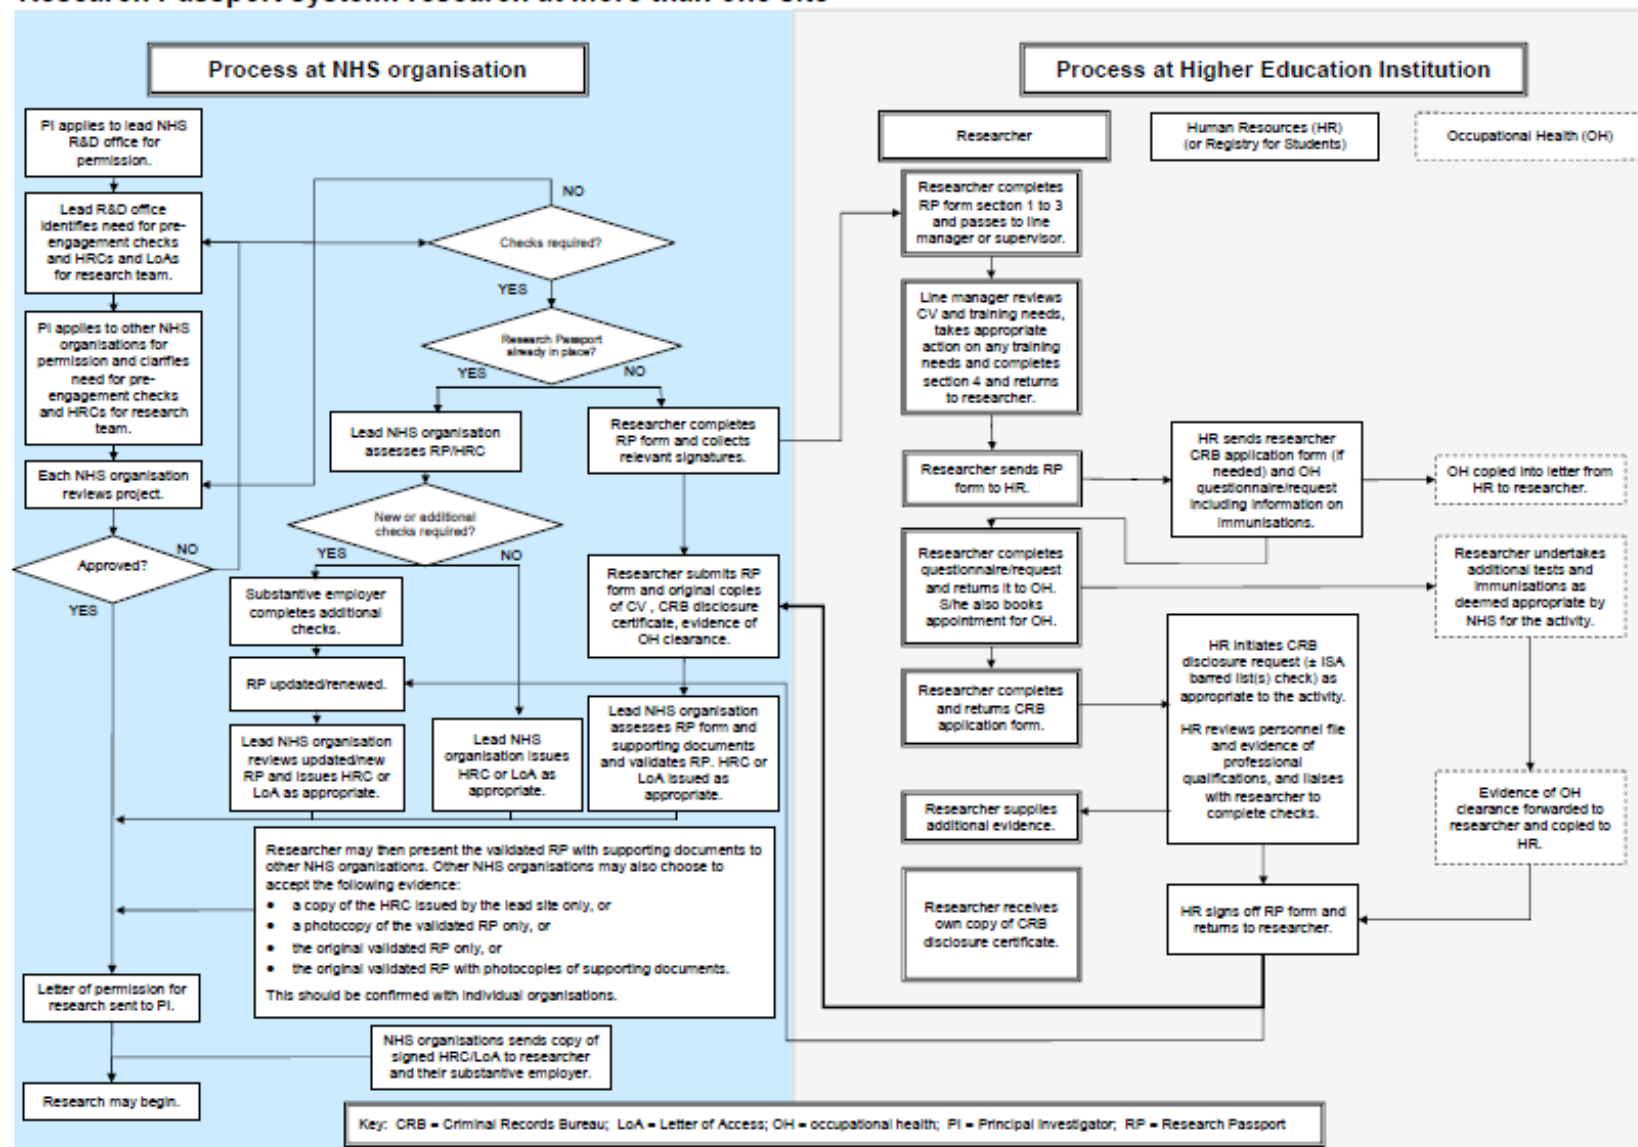 Research Passport system: research at more than one site
Process at NHS organisation
PI applies to lead NHS
R&D office for
permission.
Lead R&D office
identifies need for pre-
engagement checks
and HRCs and LoAs
for research team.
PI applies to other NHS
organisations for
permission and clarifies
need for pre-
engagement checks
and HRCs for research
team.
Each NHS organisation
reviews project.
Approved?
NO
YES
NO
Checks required?
YES
Research Passport
already in place?
YES
NO
Lead NHS organisation
assesses RP/HRC
Researcher completes
RP form and collects
relevant signatures.
New or additional
checks required?
YES
NO
Substantive employer
completes additional
checks.
RP updated/renewed.
Lead NHS organisation
reviews updated/new
RP and issues HRC or
LoA as appropriate.
Lead NHS
organisation issues
HRC or LoA as
appropriate.
Researcher submits RP
form and original copies
of CV , CRB disclosure
certificate, evidence of
OH clearance.
Lead NHS organisation
assesses RP form and
supporting documents
and validates RP. HRC or
LoA issued as
appropriate.
Researcher may then present the validated RP with supporting documents to
other NHS organisations. Other NHS organisations may also choose to
accept the following evidence:
• a copy of the HRC issued by the lead site only, or
• a photocopy of the validated RP only, or
• the original validated RP only, or
• the original validated RP with photocopies of supporting documents.
This should be confirmed with individual organisations.
Letter of permission for
research sent to PI.
NHS organisations sends copy of
signed HRC/LoA to researcher
and their substantive employer.
Research may begin.
Process at Higher Education Institution
Researcher
Human Resources (HR)
(or Registry for Students)
Occupational Health (OH)
Researcher completes
RP form section 1 to 3
and passes to line
manager or supervisor.
Line manager reviews
CV and training needs,
takes appropriate
action on any training
needs and completes
section 4 and returns
to researcher.
Researcher sends RP
form to HR.
HR sends researcher
CRB application form (if
needed) and OH
questionnaire/request
including information on
immunisations.
OH copied into letter from
HR to researcher.
Researcher completes
questionnaire/request
and returns it to OH.
S/he also books
appointment for OH.
Researcher undertakes
additional tests and
immunisations as
deemed appropriate by
NHS for the activity.
Researcher completes
and returns CRB
application form.
HR initiates CRB
disclosure request (± ISA
barred list(s) check) as
appropriate to the activity.
HR reviews personnel file
and evidence of
professional
qualifications, and liaises
with researcher to
complete checks.
Researcher supplies
additional evidence.
Evidence of OH
clearance forwarded to
researcher and copied to
HR.
Researcher receives
own copy of CRB
disclosure certificate.
HR signs off RP form and
returns to researcher.
Key: CRB = Criminal Records Bureau; LoA = Letter of Access; OH = occupational health; PI = Principal Investigator; RP = Research Passport